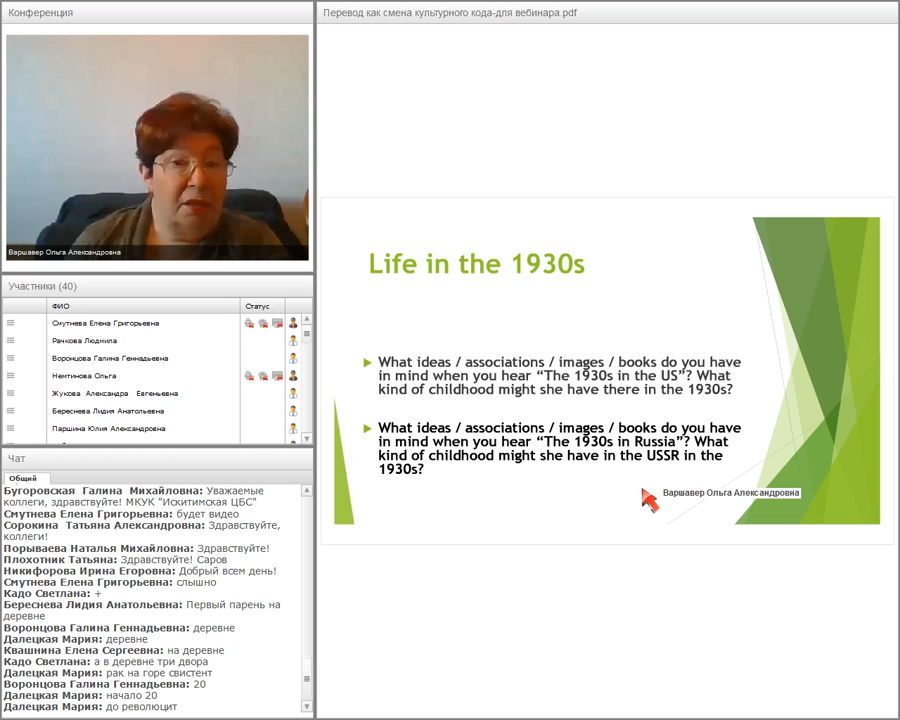 Конференция
Варшавер Ольга Александровна
Участники (40)
ФИО
Статус
Смутнева Елена Григорьевна
Рачкова Людмила
Воронцова Галина Геннадьевна
Немтинова Ольга
Жукова Александра Евгеньевна
Береснева Лидия Анатольевна
Паршина Юлия Александровна
Чат
Общий
Бугоровская Галина Михайловна: Уважаемые
коллеги, здравствуйте! МКУК "Искитимская ЦБС"
Смутнева Елена Григорьевна: будет видео
Сорокина Татьяна Александровна: Здравствуйте,
коллеги!
Порываева Наталья Михайловна: Здравствуйте!
Плохотник Татьяна: Здравствуйте! Саров
Никифорова Ирина Егоровна: Добрый всем день!
Смутнева Елена Григорьевна: слышно
Кадо Светлана: +
Береснева Лидия Анатольевна: Первый парень на
деревне
Воронцова Галина Геннадьевна: деревне
Далецкая Мария: деревне
Квашнина Елена Сергеевна: на деревне
Кадо Светлана: а в деревне три двора
Далецкая Мария: рак на горе свистент
Воронцова Галина Геннадьевна: 20
Далецкая Мария: начало 20
Далецкая Мария: до революцит
Перевод как смена культурного кода-для вебинара.pdf
Life in the 1930s
What ideas / associations / images / books do you have
in mind when you hear “The 1930s in the US”? What
kind of childhood might she have there in the 1930s?
What ideas / associations / images / books do you have
in mind when you hear “The 1930s in Russia”? What
kind of childhood might she have in the USSR in the
1930s?
Варшавер Ольга Александровна